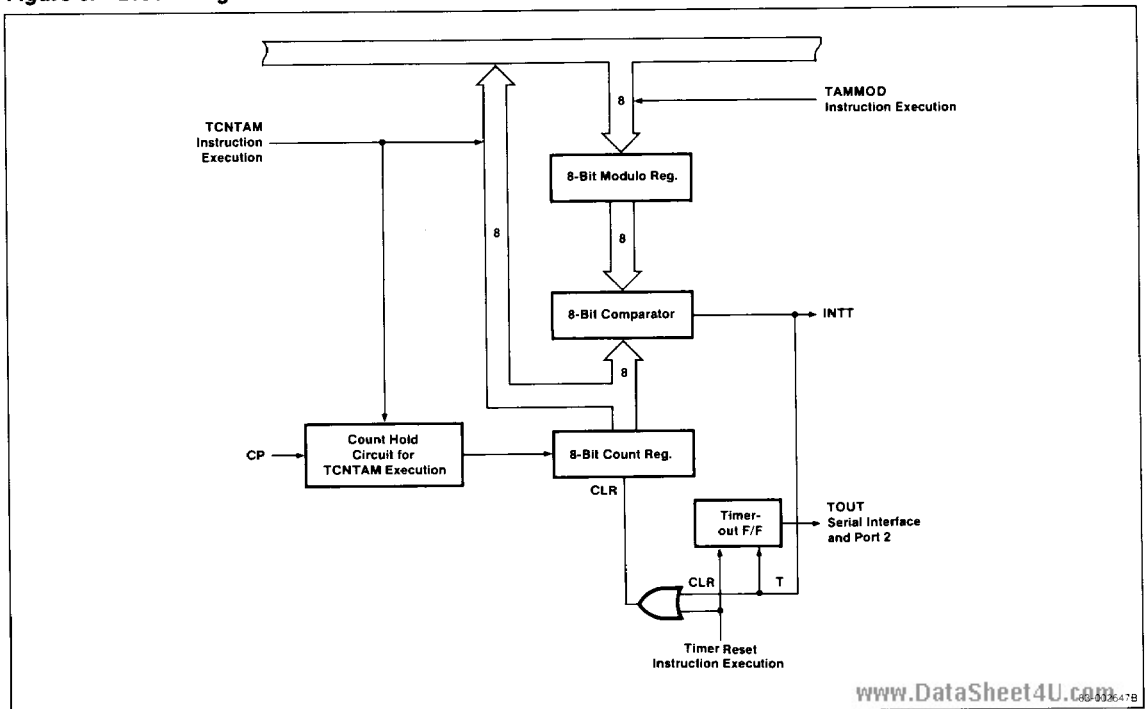 TAMMOD
Instruction Execution
8
TCNTAM
Instruction
Execution
8-Bit Modulo Reg.
8
8
8-Bit Comparator
INTT
8
CP
Count Hold
Circuit for
TCNTAM Execution
8-Bit Count Reg.
CLR
Timer-
out F/F
TOUT
Serial Interface
and Port 2
CLR
T
Timer Reset
Instruction Execution
www.DataSheet4U.com